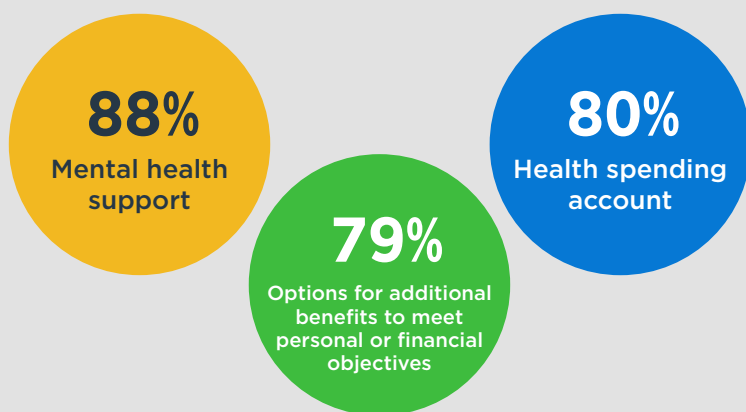 88%
Mental health
support
79%
Options for additional
benefits to meet
personal or financial
objectives
80%
Health spending
account